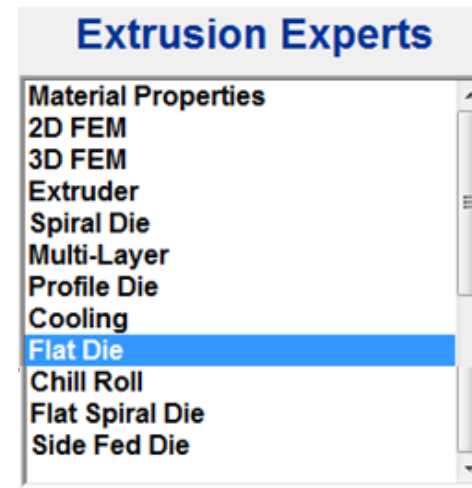 Extrusion Experts
Material Properties
2D FEM
3D FEM
Extruder
Spiral Die
Multi-Layer
Profile Die
Cooling
Flat Die
Chill Roll
Flat Spiral Die
Side Fed Die